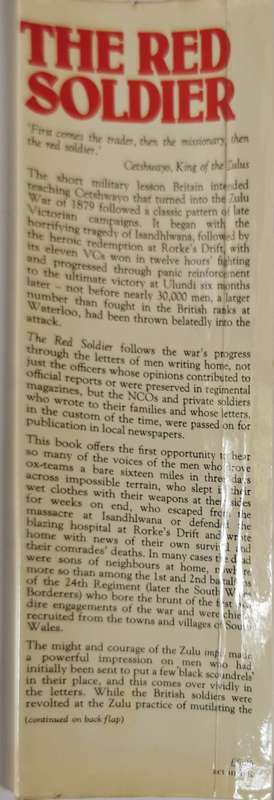 THE RED
SOLDIER
'First comes the trader, then the missionary, then
the red soldier.'
Cetshwayo, King of the Zulus
The short military lesson Britain intended
teaching Cetshwayo that turned into the Zulu
War of 1879 followed a classic pattern of late
Victorian campaigns. It began with the
horrifying tragedy of Isandhlwana, followed by
the heroic redemption at Rorke's Drift, with
its eleven VCs won in twelve hours' fighting
and progressed through panic reinforcement
to the ultimate victory at Ulundi six months
later – not before nearly 30,000 men, a larger
number than fought in the British ranks at
Waterloo, had been thrown belatedly into the
attack.
The Red Soldier follows the war's progress
through the letters of men writing home, not
just the officers whose opinions contributed to
official reports or were preserved in regimental
magazines, but the NCOs and private soldiers
who wrote to their families and whose letters,
in the custom of the time, were passed on for
publication in local newspapers.
This book offers the first opportunity to hear
so many of the voices of the men who drove
ox-teams a bare sixteen miles in three days
across impossible terrain, who slept in their
wet clothes with their weapons at their sides
for weeks on end, who escaped from the
massacre at Isandhlwana or defended the
blazing hospital at Rorke's Drift and wrote
home with news of their own survival and
their comrades' deaths. In many cases the dead
were sons of neighbours at home, nowhere
more so than among the 1st and 2nd battalions
of the 24th Regiment (later the South Wales
Borderers) who bore the brunt of the first
dire engagements of the war and were chiefly
recruited from the towns and villages of South
Wales.
The might and courage of the Zulu impi made
a powerful impression on men who had
initially been sent to put a few 'black scoundrels'
in their place, and this comes over vividly in
the letters. While the British soldiers were
revolted at the Zulu practice of mutilating the
(continued on back flap)
net in